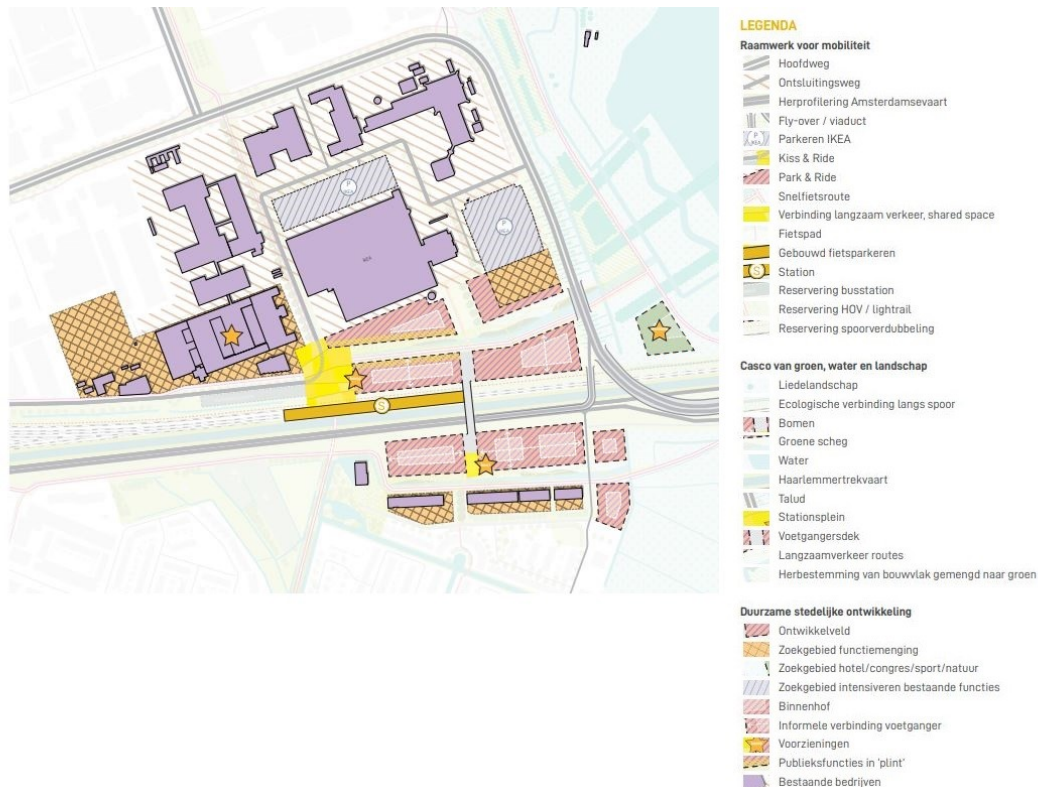 LEGENDA
Raamwerk voor mobiliteit
Hoofdweg
Ontsluitingsweg
Herprofilering Amsterdamsevaart
Fly-over / viaduct
Parkeren IKEA
Kiss & Ride
Park & Ride
Snelfietsroute
Verbinding langzaam verkeer, shared space
Fietspad
Gebouwd fietsparkeren
S Station
Reservering busstation
Reservering HOV / lightrail
Reservering spoorverdubbeling
Casco van groen, water en landschap
Liedelandschap
Ecologische verbinding langs spoor
Bomen
Groene scheg
Water
Haarlemmertrekvaart
Talud
Stationsplein
Voetgangersdek
Langzaamverkeer routes
Herbestemming van bouwvlak gemengd naar groen
Duurzame stedelijke ontwikkeling
Ontwikkelveld
Zoekgebied functiemenging
Zoekgebied hotel/congres/sport/natuur
Zoekgebied intensiveren bestaande functies
Binnenhof
Informele verbinding voetganger
Voorzieningen
Publieksfuncties in 'plint'
Bestaande bedrijven
P
P
IKEA
S